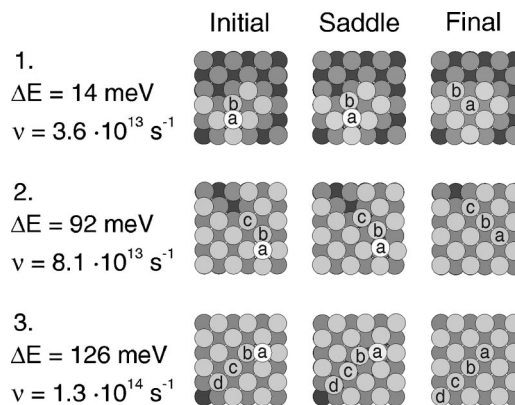 Initial Saddle Final
1.
ΔE = 14 meV
ν = 3.6 ·10¹³ s⁻¹
b b b
a a a
2.
ΔE = 92 meV
ν = 8.1 ·10¹³ s⁻¹
c c c
b b b
a a a
3.
ΔE = 126 meV
ν = 1.3 ·10¹⁴ s⁻¹
b a b a a
c c b
d d c
d